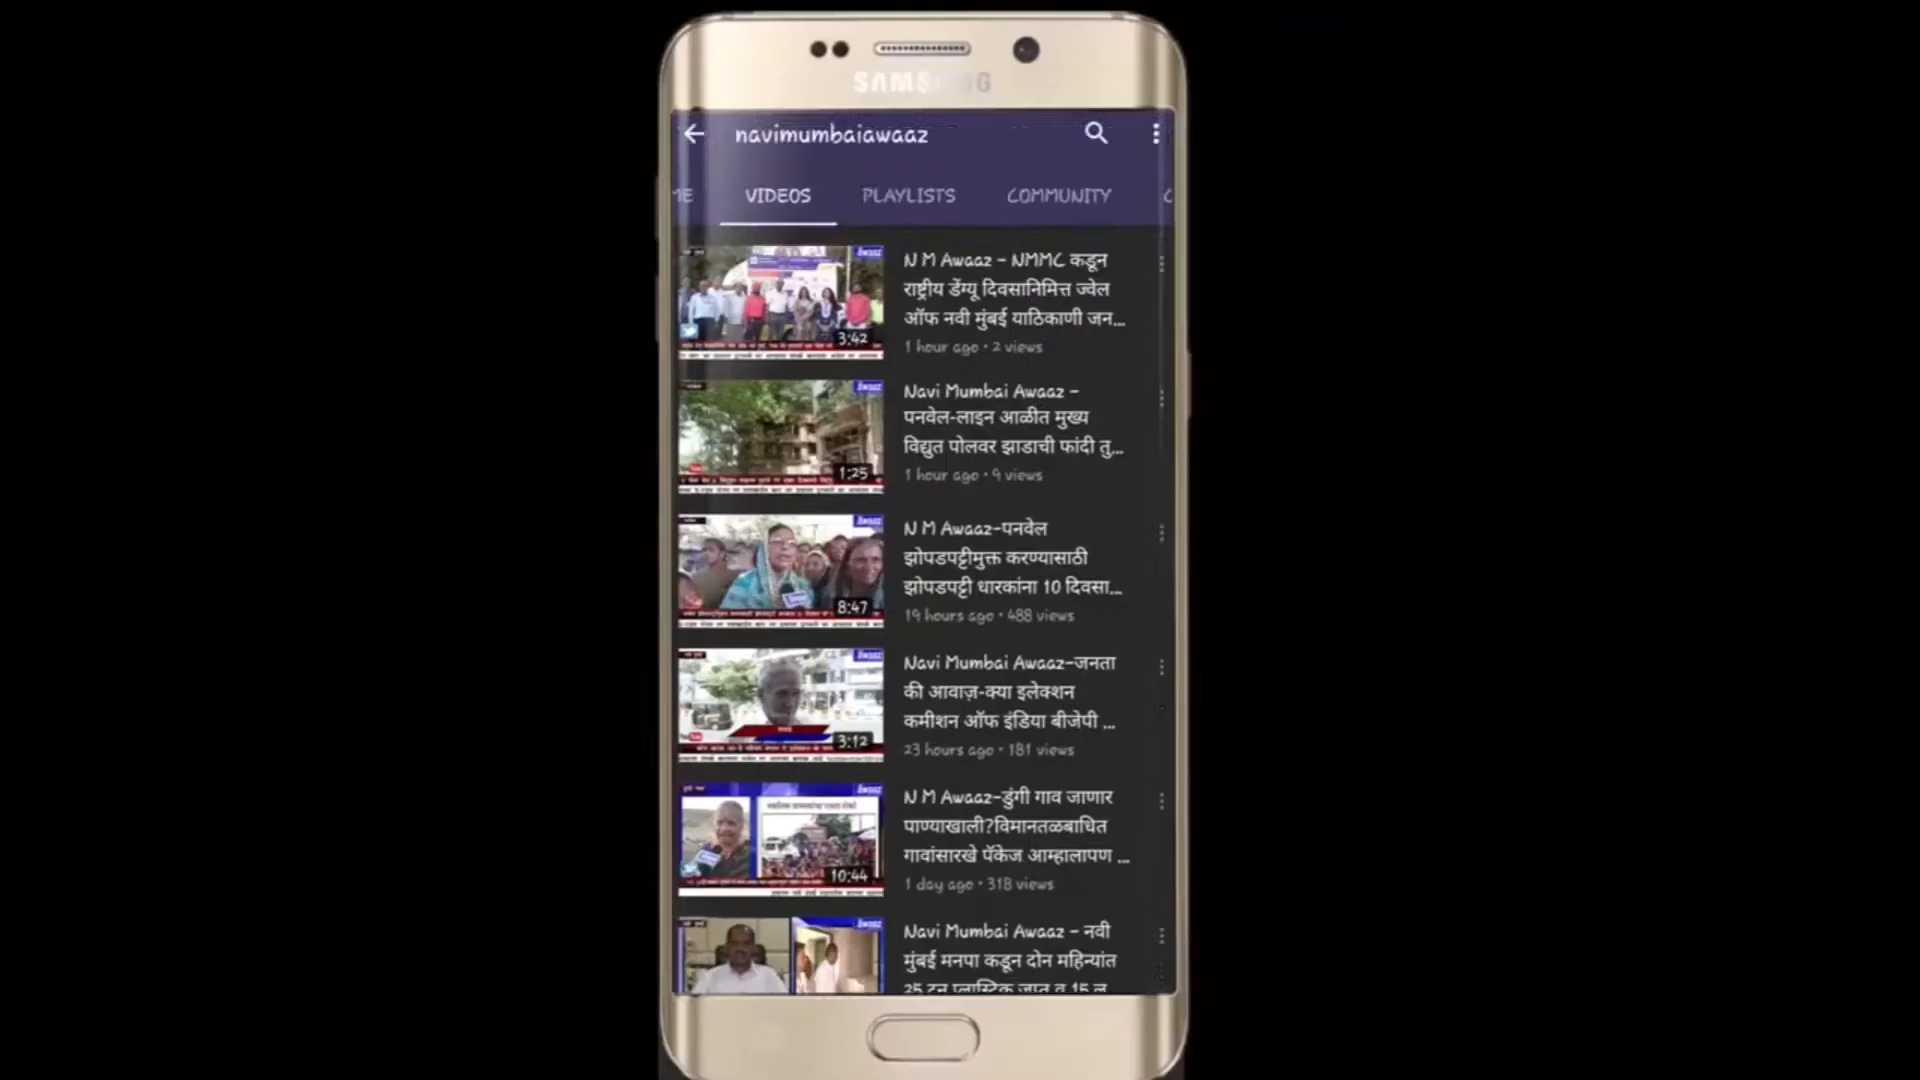 SAMSUNG
navimumbaiawaaz
VIDEOS
PLAYLISTS
COMMUNITY
N M Awaaz - NMMC कडून
राष्ट्रीय डेंग्यू दिवसानिमित्त ज्वेल
ऑफ नवी मुंबई याठिकाणी जन...
1 hour ago • 2 views
3:42
Navi Mumbai Awaaz -
पनवेल-लाइन आळीत मुख्य
विद्युत पोलवर झाडाची फांदी तु...
1 hour ago • 9 views
1:25
N M Awaaz-पनवेल
झोपडपट्टीमुक्त करण्यासाठी
झोपडपट्टी धारकांना 10 दिवसा...
19 hours ago • 488 views
8:47
Navi Mumbai Awaaz-जनता
की आवाज़-क्या इलेक्शन
कमीशन ऑफ इंडिया बीजेपी ...
23 hours ago • 181 views
3:12
N M Awaaz-डुंगी गाव जाणार
पाण्याखाली?विमानतळबाधित
गावांसारखे पॅकेज आम्हालापण ...
1 day ago • 318 views
10:44
Navi Mumbai Awaaz - नवी
मुंबई मनपा कडून दोन महिन्यांत